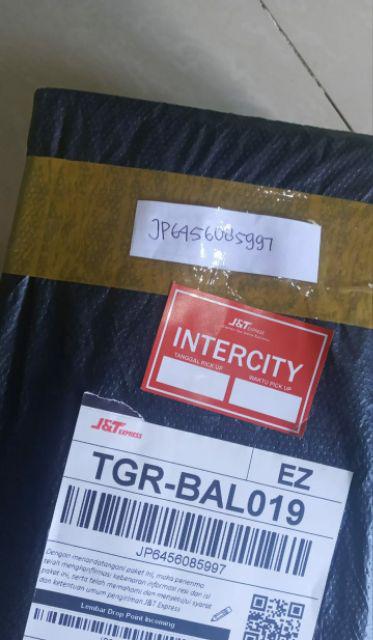 JP6456085997
J&T EXPRESS
INTERCITY
TANGGAL PICK UP
WAKTU PICK UP
J&T EXPRESS
EZ
TGR-BAL019
JP6456085997
Dengan menandatangani paket ini, maka penerima
telah mengkonfirmasi kebenaran informasi resi dan isi
paket ini, serta telah memahami dan menyetujui syarat
dan ketentuan umum pengiriman J&T Express
Lembar Drop Point Incoming